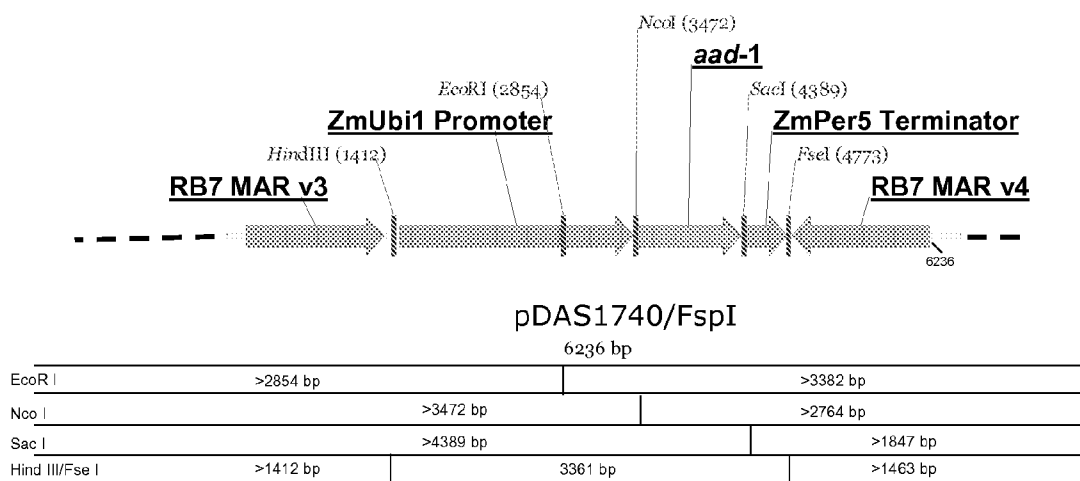 NcoI (3472)
aad-1
EcoRI (2854)
SacI (4389)
ZmUbi1 Promoter
ZmPer5 Terminator
HindIII (1412)
FseI (4773)
RB7 MAR v3
RB7 MAR v4
6236
pDAS1740/FspI
6236 bp
EcoR I >2854 bp >3382 bp
Nco I >3472 bp >2764 bp
Sac I >4389 bp >1847 bp
Hind III/Fse I >1412 bp 3361 bp >1463 bp